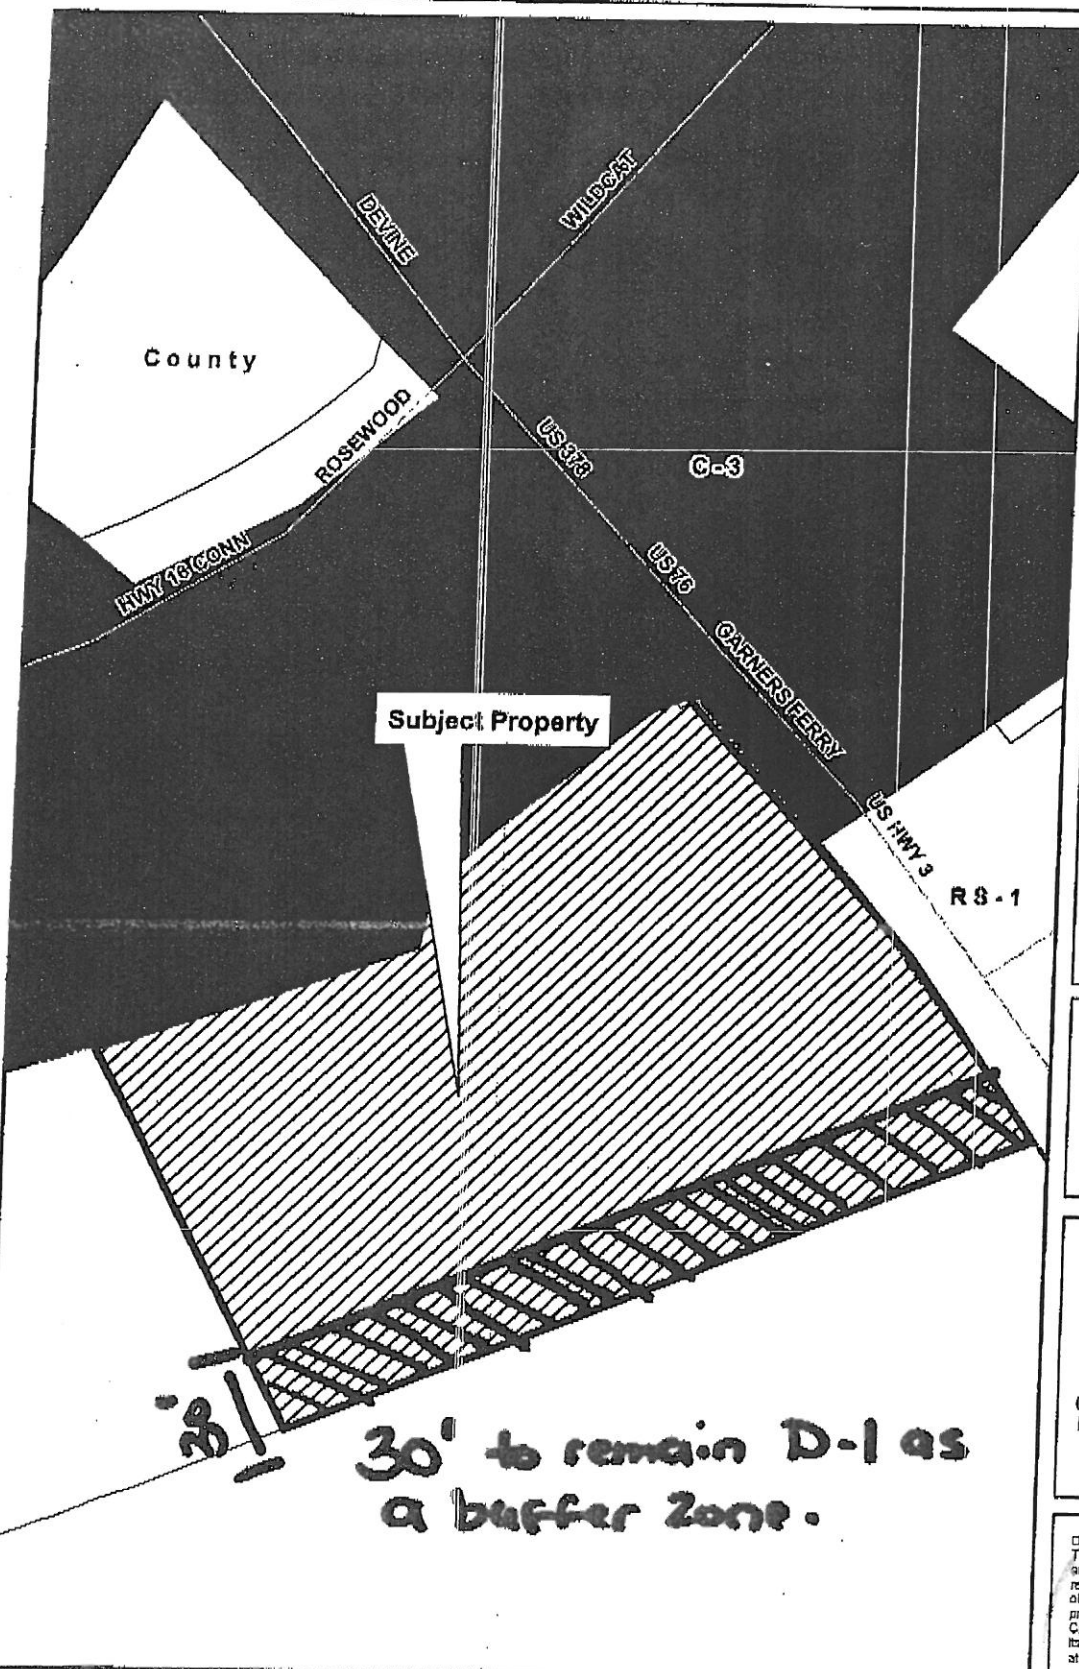 DEVINE
WILDCAT
County
ROSEWOOD
US 378
C-3
HWY 16 CONN
US 76
GARNERS FERRY
Subject Property
US HWY 3
RS-1
30'
30' to remain D-1 as
a buffer zone.